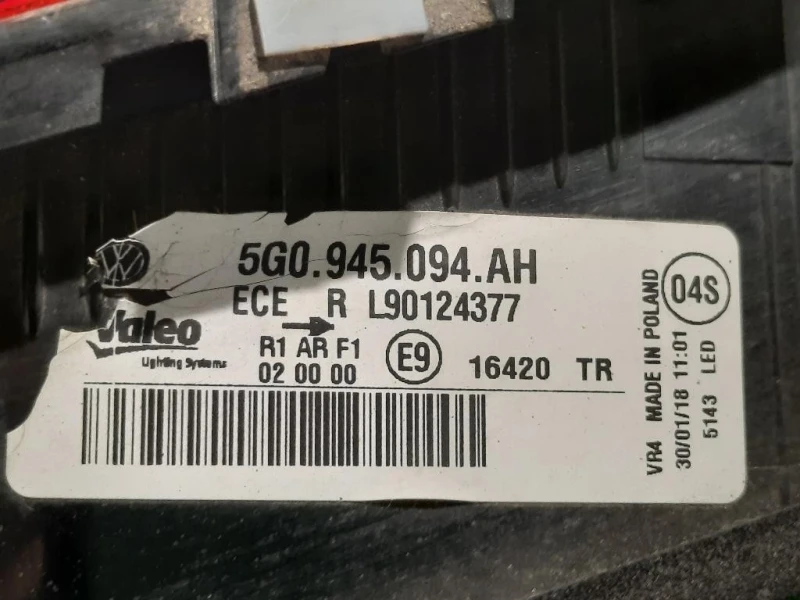 5G0.945.094.AH
ECE R L90124377
Valeo
Lighting Systems
R1 AR F1
02 00 00
E9
16420 TR
04S
VR4 MADE IN POLAND
30/01/18 11:01
5143 LED